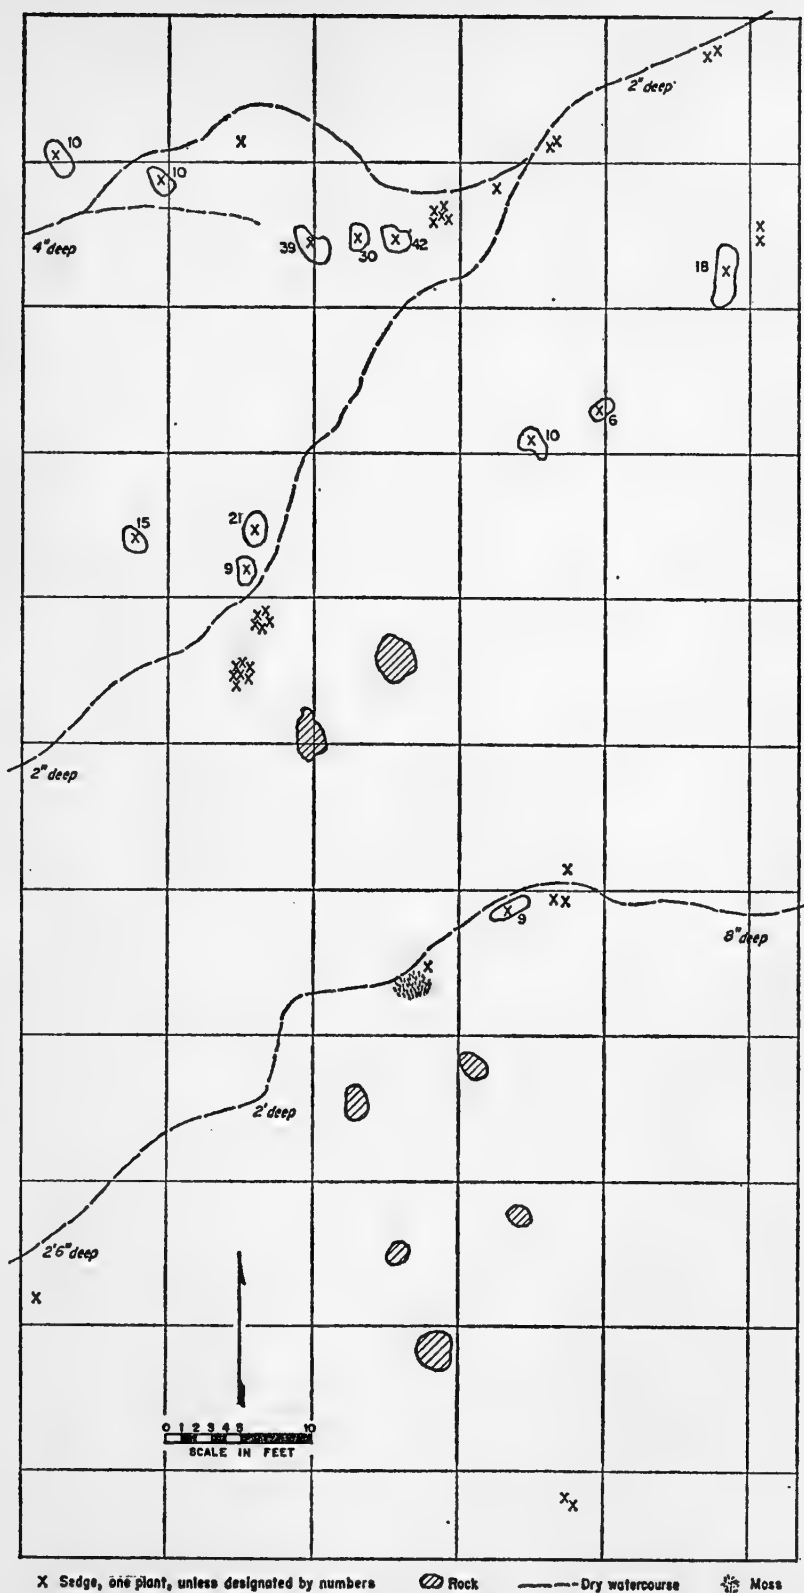 2" deep
10
10
4" deep
39
30
42
18
6
10
15
21
9
2" deep
9
8" deep
2' deep
2'6" deep
0 1 2 3 4 5 10
SCALE IN FEET
X Sedge, one plant, unless designated by numbers Rock Dry watercourse Moss